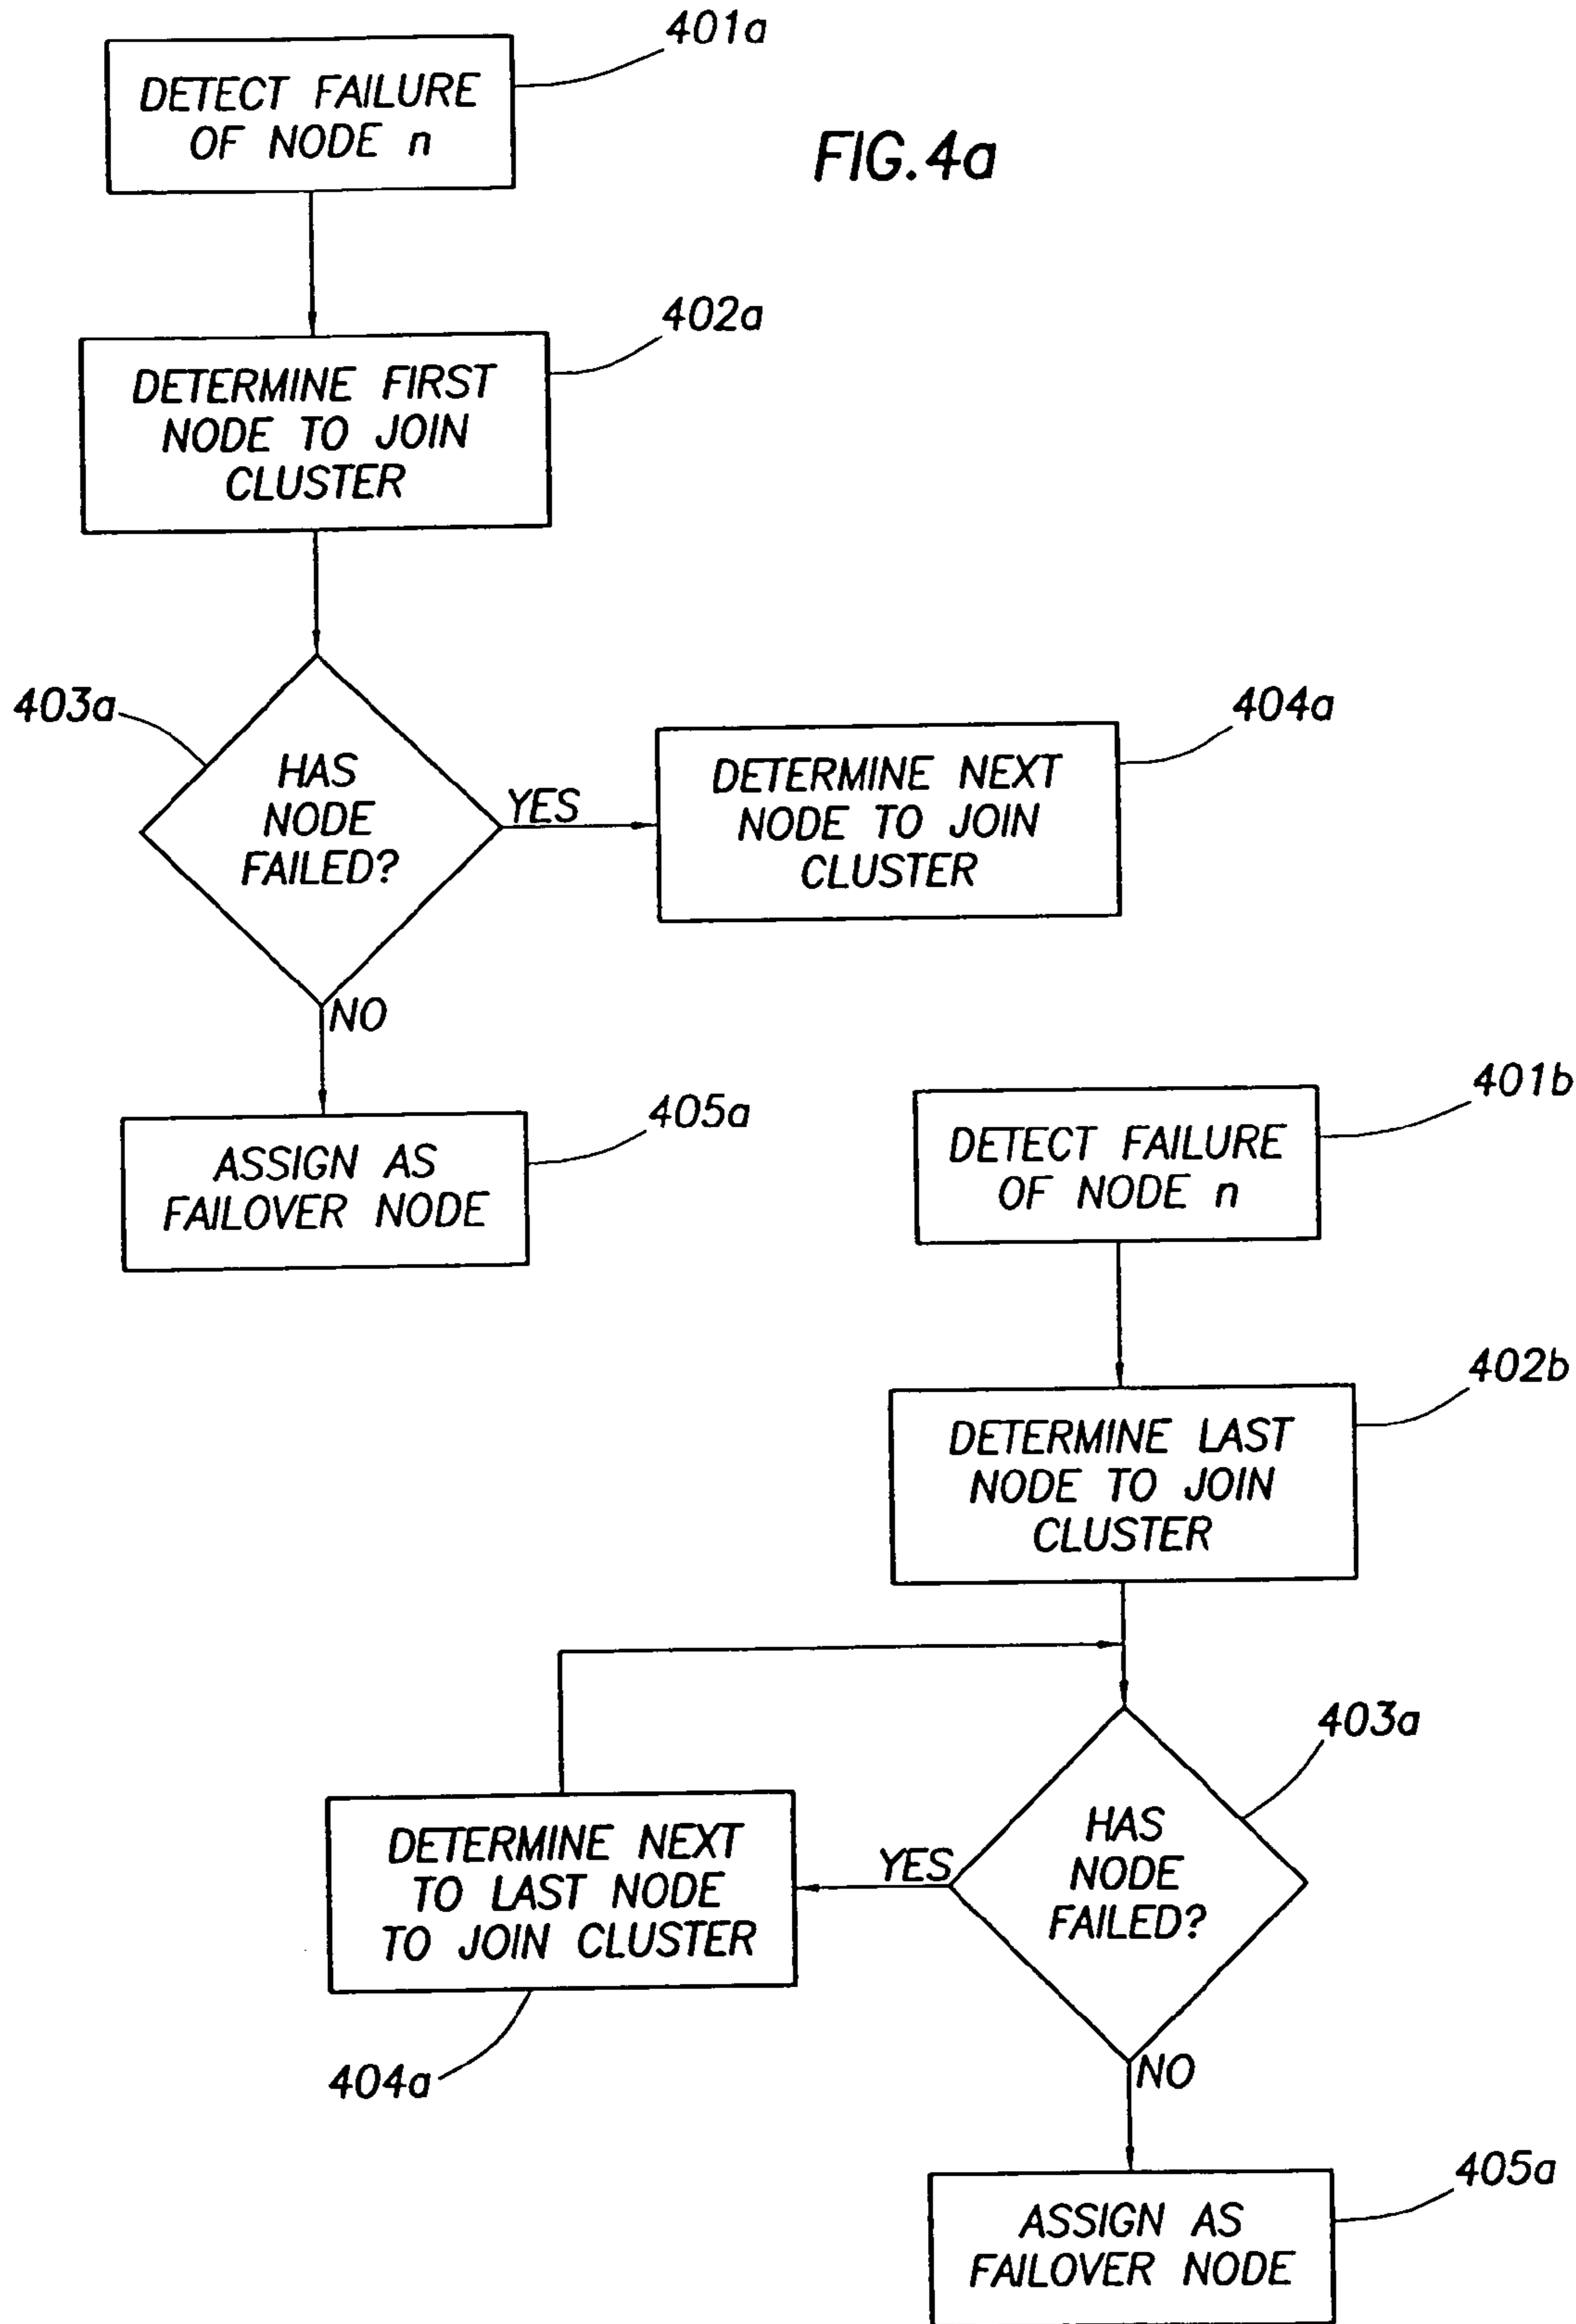 401a
DETECT FAILURE
OF NODE n
FIG.4a
402a
DETERMINE FIRST
NODE TO JOIN
CLUSTER
403a
HAS
NODE
FAILED?
YES
404a
DETERMINE NEXT
NODE TO JOIN
CLUSTER
NO
405a
ASSIGN AS
FAILOVER NODE
401b
DETECT FAILURE
OF NODE n
402b
DETERMINE LAST
NODE TO JOIN
CLUSTER
403a
HAS
NODE
FAILED?
YES
DETERMINE NEXT
TO LAST NODE
TO JOIN CLUSTER
404a
NO
405a
ASSIGN AS
FAILOVER NODE